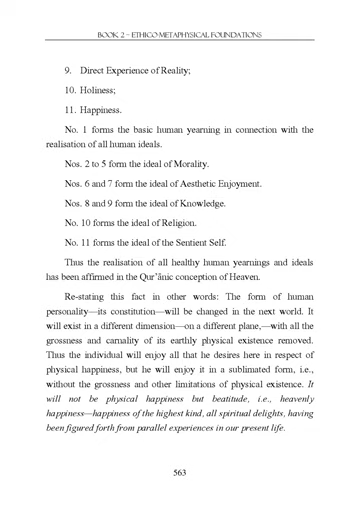 BOOK 2 – ETHICO-METAPHYSICAL FOUNDATIONS
9. Direct Experience of Reality;
10. Holiness;
11. Happiness.
No. 1 forms the basic human yearning in connection with the
realisation of all human ideals.
Nos. 2 to 5 form the ideal of Morality.
Nos. 6 and 7 form the ideal of Aesthetic Enjoyment.
Nos. 8 and 9 form the ideal of Knowledge.
No. 10 forms the ideal of Religion.
No. 11 forms the ideal of the Sentient Self.
Thus the realisation of all healthy human yearnings and ideals
has been affirmed in the Qur’ānic conception of Heaven.
Re-stating this fact in other words: The form of human
personality—its constitution—will be changed in the next world. It
will exist in a different dimension—on a different plane,—with all the
grossness and carnality of its earthly physical existence removed.
Thus the individual will enjoy all that he desires here in respect of
physical happiness, but he will enjoy it in a sublimated form, i.e.,
without the grossness and other limitations of physical existence. It
will not be physical happiness but beatitude, i.e., heavenly
happiness—happiness of the highest kind, all spiritual delights, having
been figured forth from parallel experiences in our present life.
563